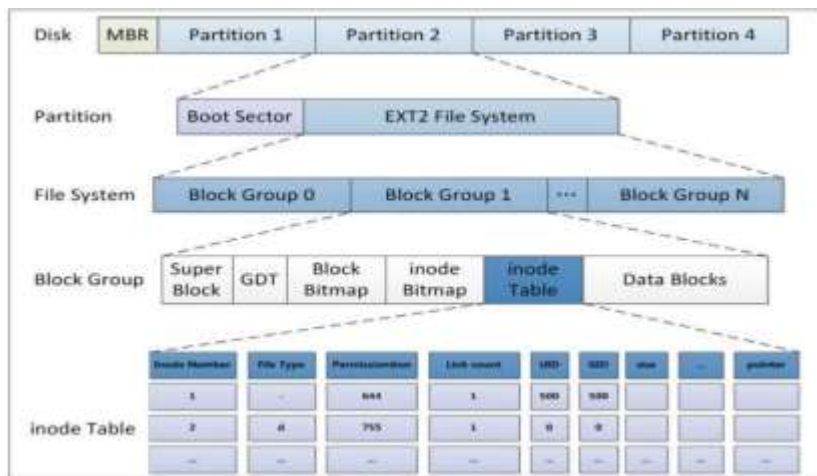 Disk MBR Partition 1 Partition 2 Partition 3 Partition 4
Partition Boot Sector EXT2 File System
File System Block Group 0 Block Group 1 ... Block Group N
Block Group Super Block GDT Block Bitmap inode Bitmap inode Table Data Blocks
Inode Number File Type Link count UID GID size ... pointer
1 - 644 1 500 500
inode Table 2 d 755 1 0 0
... ... ... ... ... ... ... ... ...